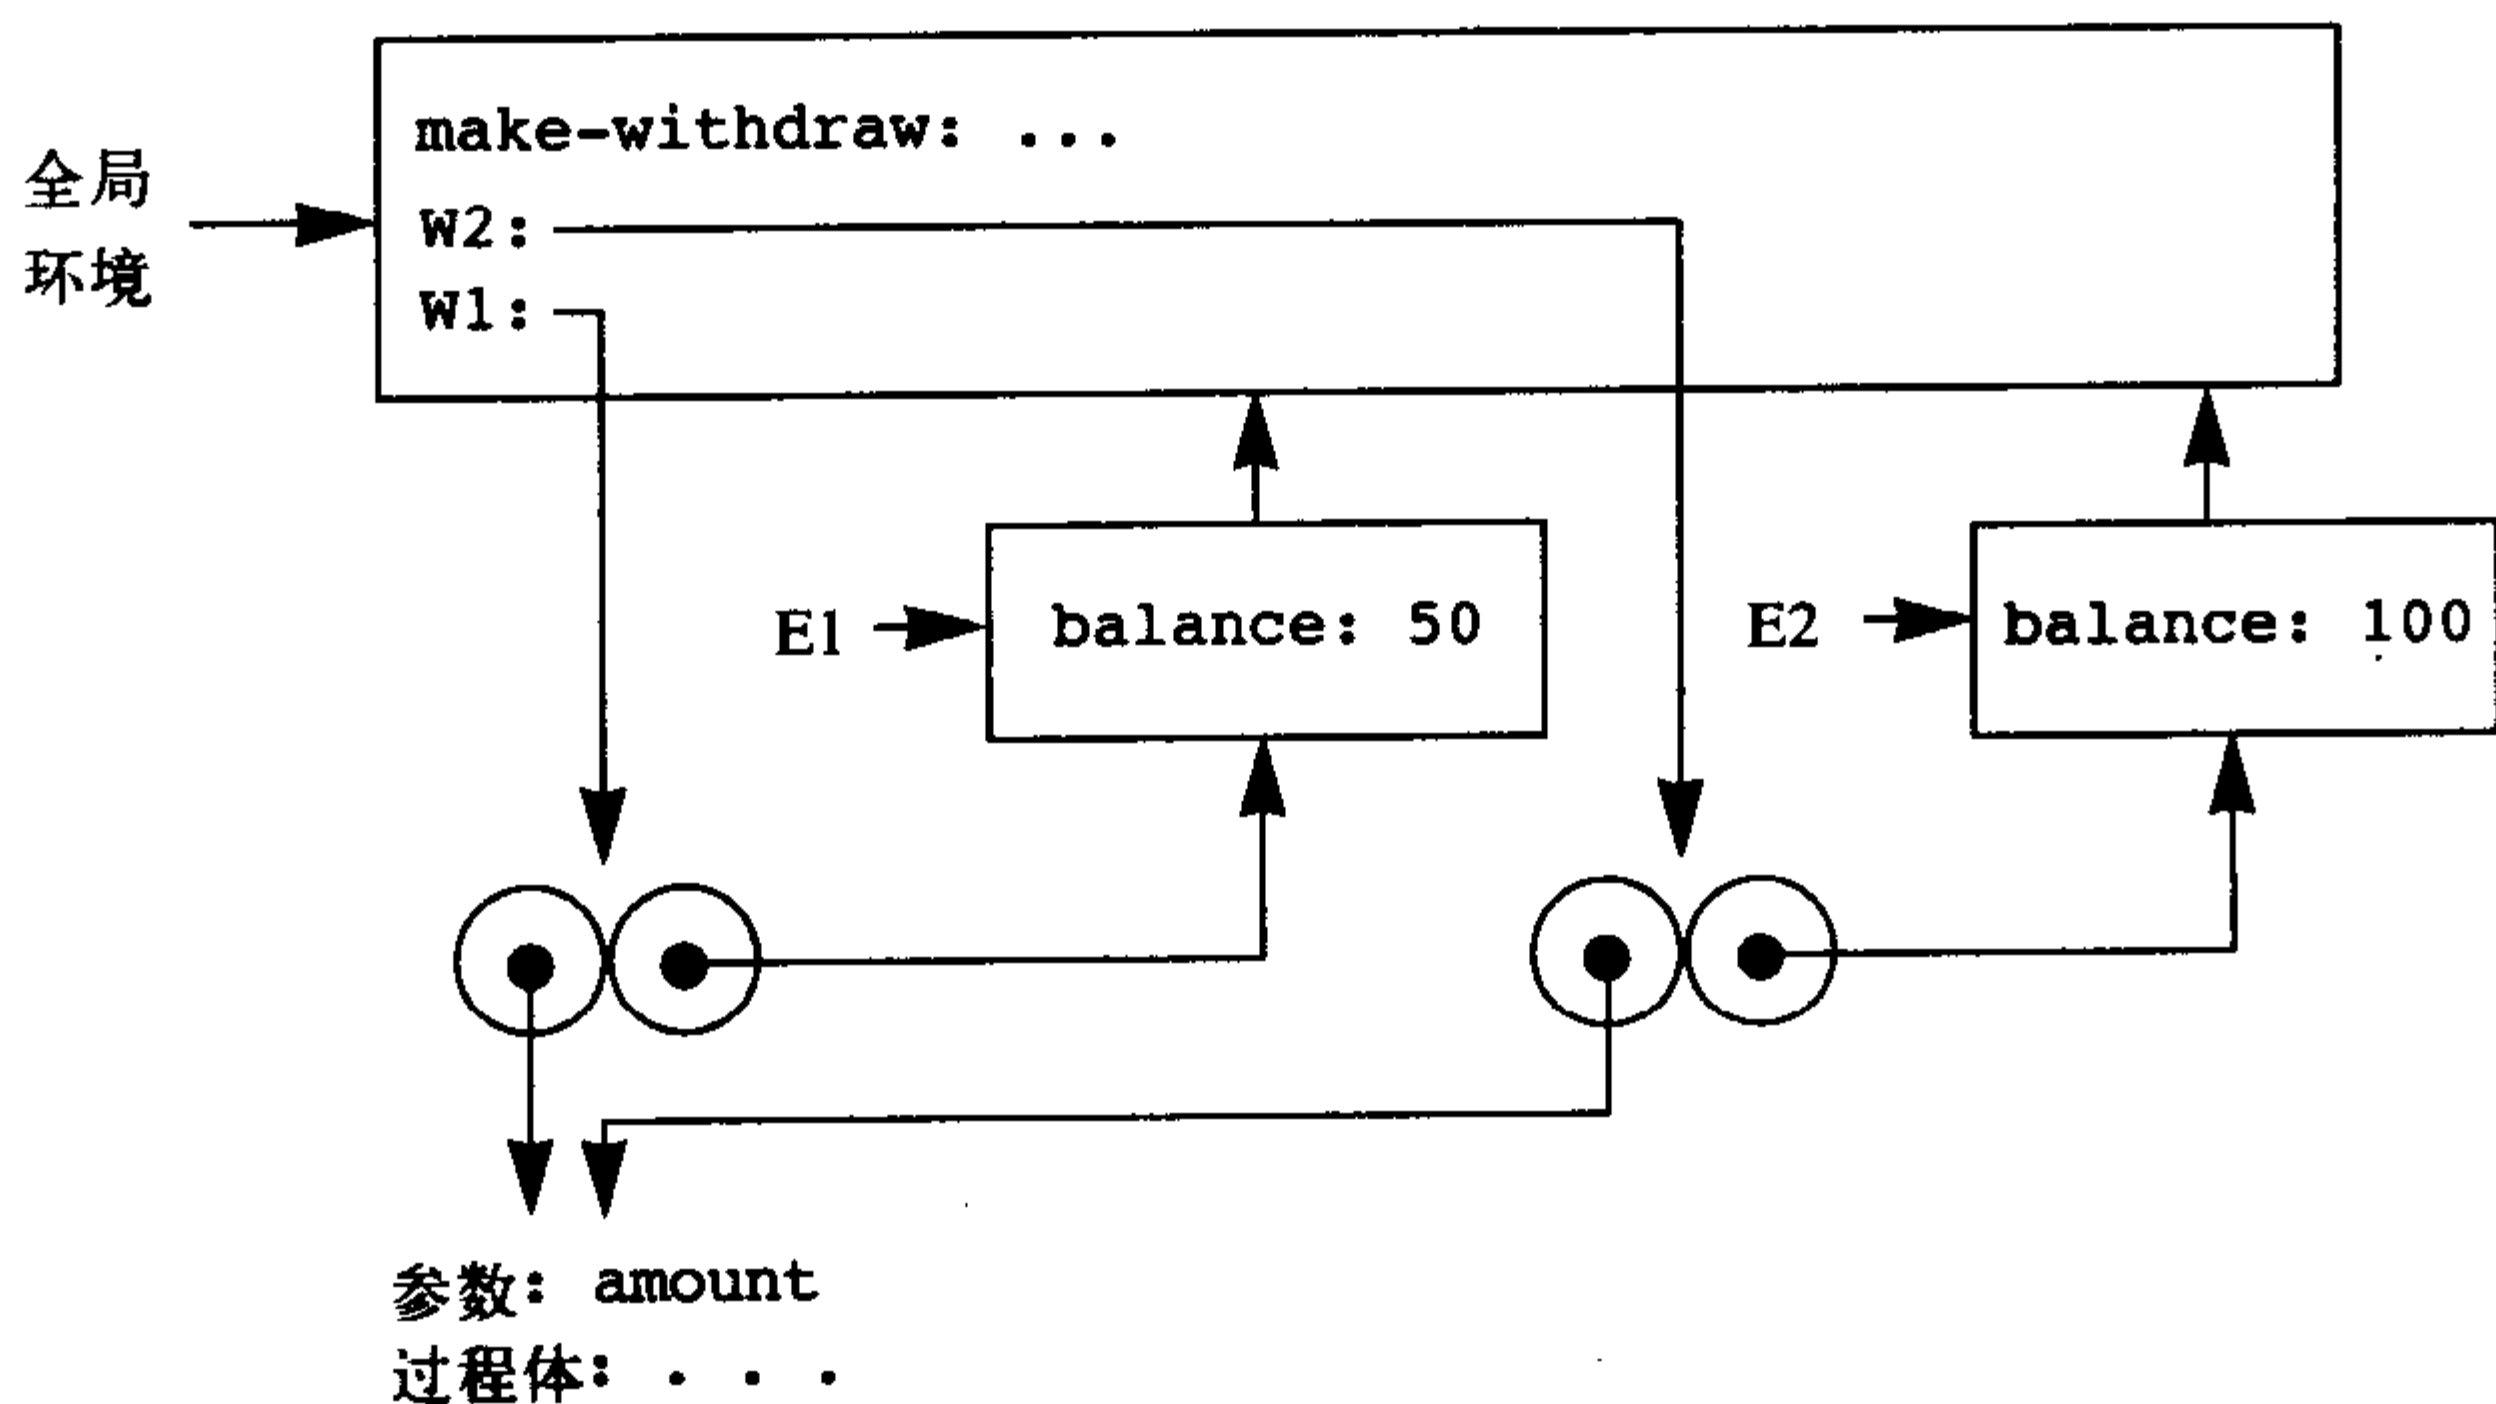 全局
环境
make-withdraw: ...
W2:
W1:
E1
balance: 50
E2
balance: 100
参数: amount
过程体: . . .